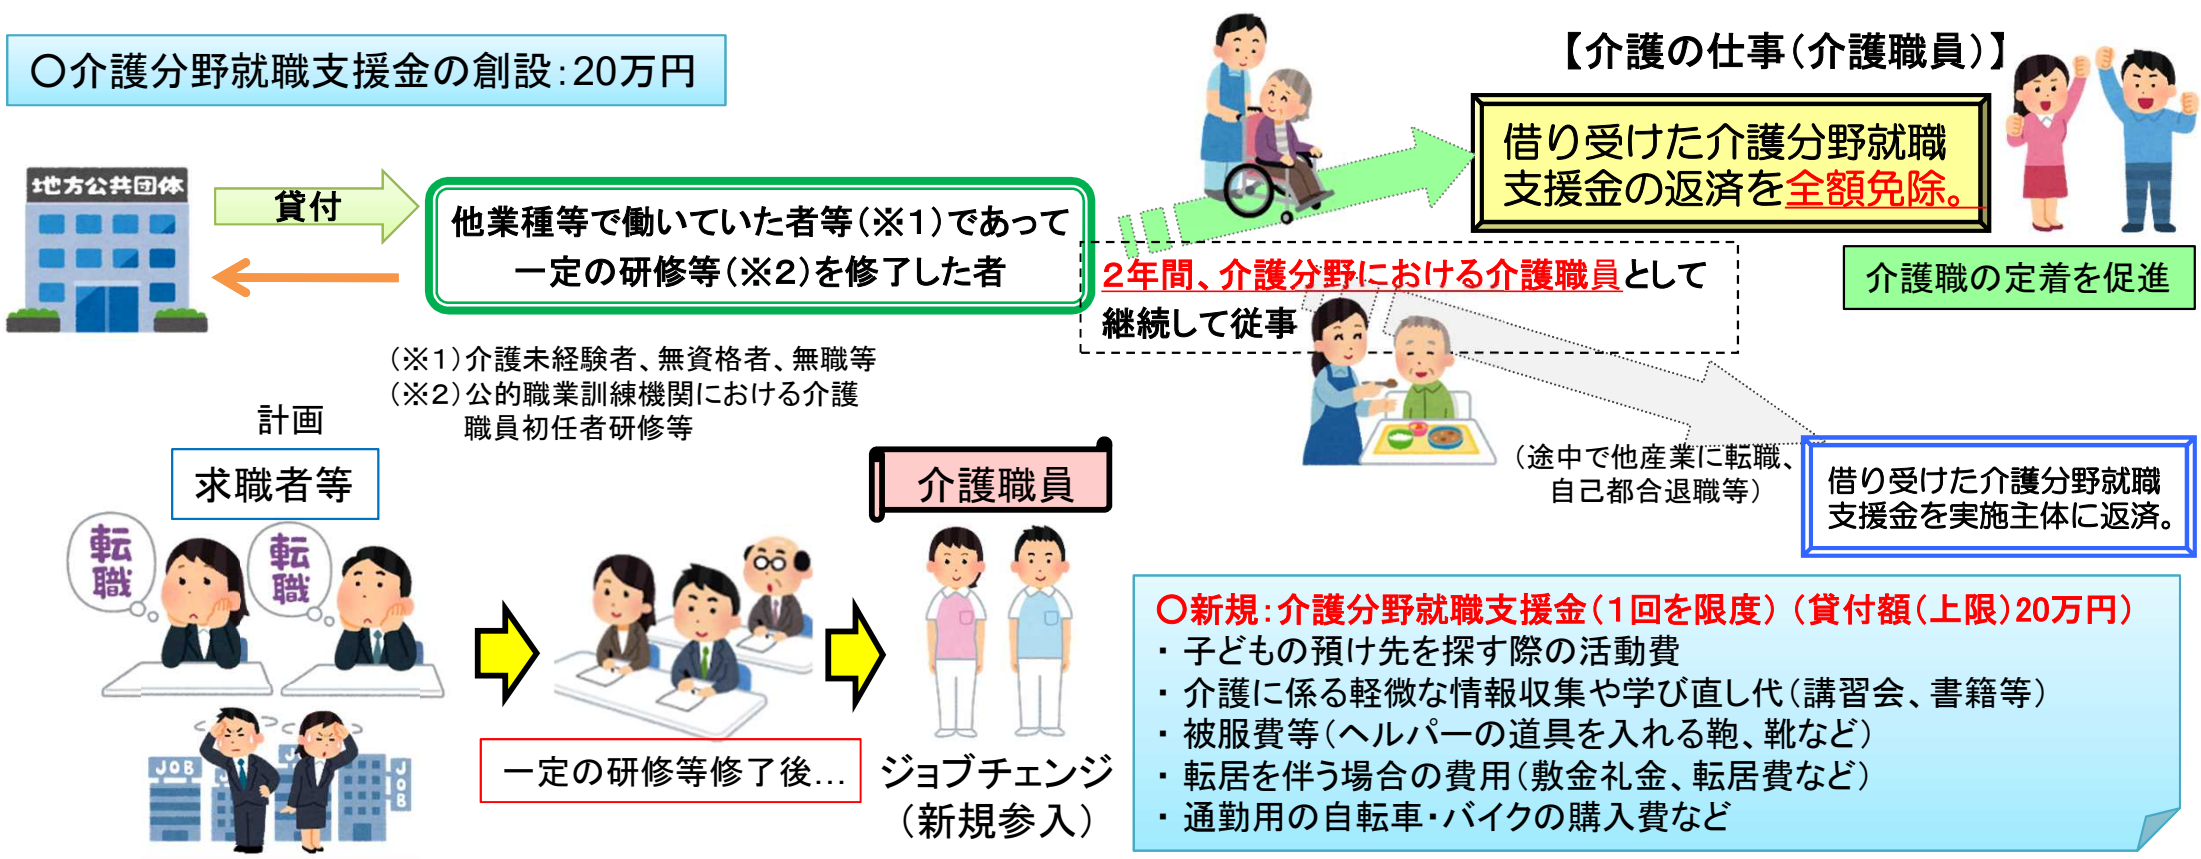 〇介護分野就職支援金の創設：20万円
【介護の仕事（介護職員）】
借り受けた介護分野就職
支援金の返済を全額免除。
介護職の定着を促進
地方公共団体
貸付
他業種等で働いていた者等（※１）であって
一定の研修等（※２）を修了した者
２年間、介護分野における介護職員として
継続して従事
（※１）介護未経験者、無資格者、無職等
（※２）公的職業訓練機関における介護
職員初任者研修等
（途中で他産業に転職、
自己都合退職等）
借り受けた介護分野就職
支援金を実施主体に返済。
計画
求職者等
転職
転職
JOB
JOB
JOB
一定の研修等修了後…
介護職員
ジョブチェンジ
（新規参入）
〇新規：介護分野就職支援金（１回を限度）（貸付額（上限）20万円）
・子どもの預け先を探す際の活動費
・介護に係る軽微な情報収集や学び直し代（講習会、書籍等）
・被服費等（ヘルパーの道具を入れる鞄、靴など）
・転居を伴う場合の費用（敷金礼金、転居費など）
・通勤用の自転車・バイクの購入費など